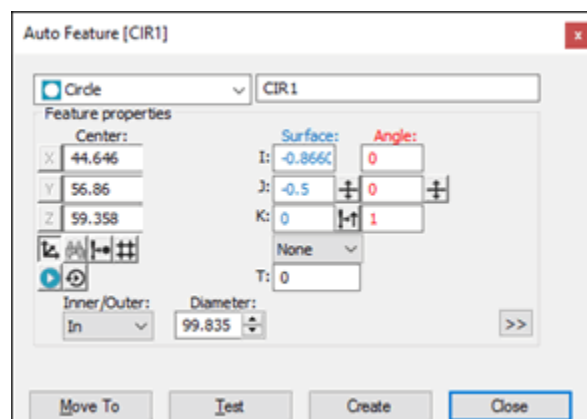 Auto Feature [CIR1]
x
Circle CIR1
Feature properties
Center: Surface: Angle:
X 44.646 I: -0.8660 0
Y 56.86 J: -0.5 0
Z 59.358 K: 0 1
None
T: 0
Inner/Outer: Diameter:
In 99.835 >>
Move To Test Create Close